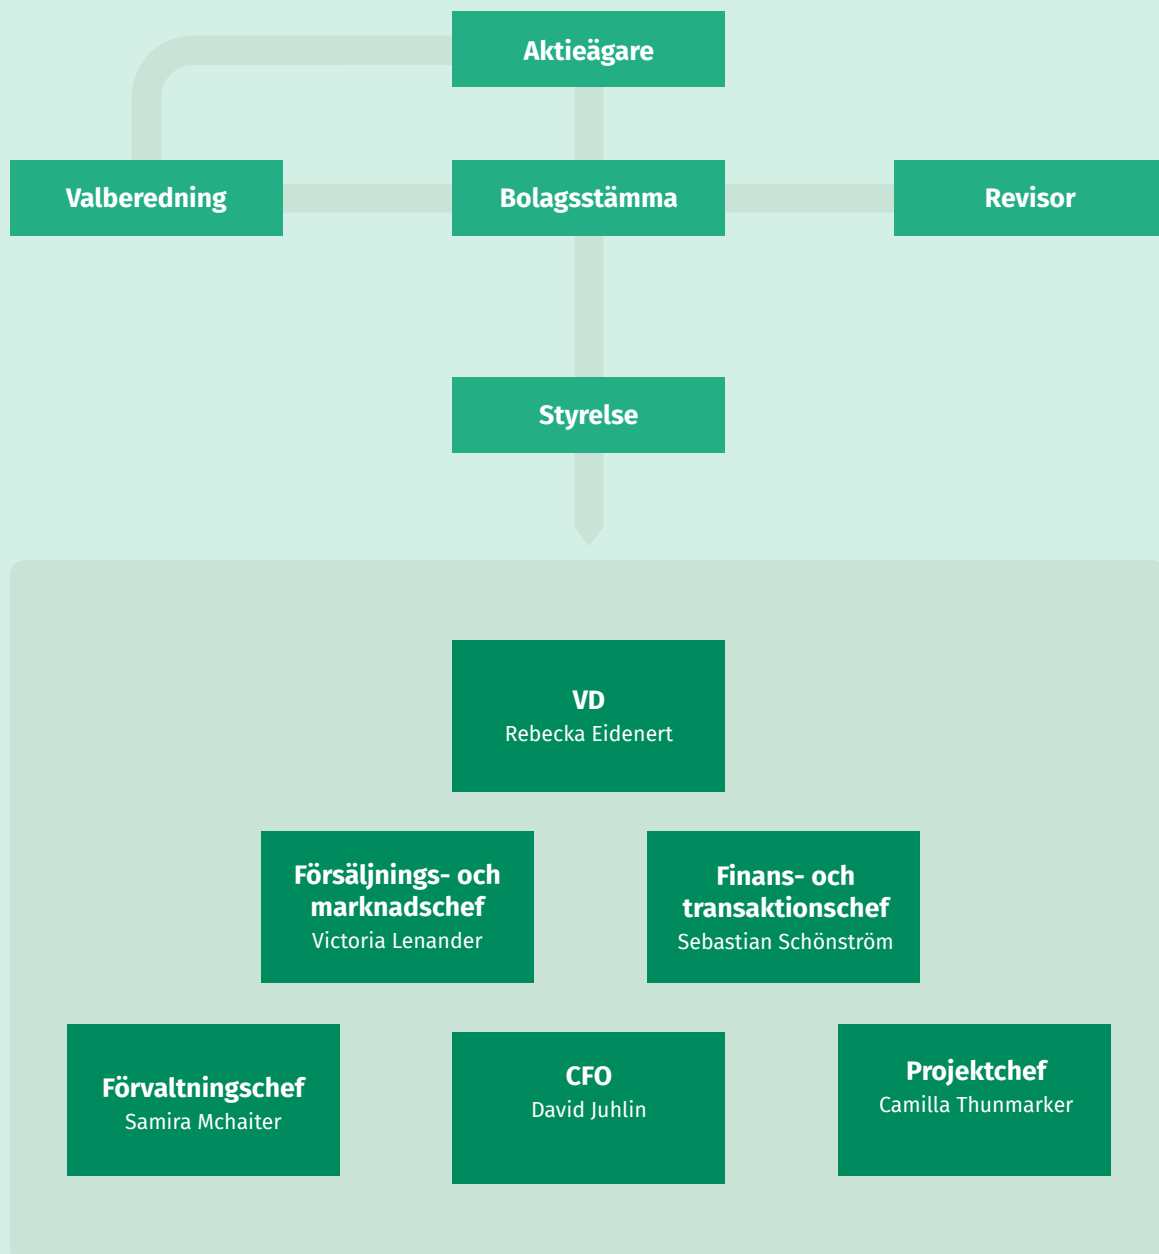 Aktieägare
Valberedning
Bolagsstämma
Revisor
Styrelse
VD
Rebecka Eidenert
Försäljnings- och
marknadschef
Victoria Lenander
Finans- och
transaktionschef
Sebastian Schönström
Förvaltningschef
Samira Mchaiter
CFO
David Juhlin
Projektchef
Camilla Thunmarker